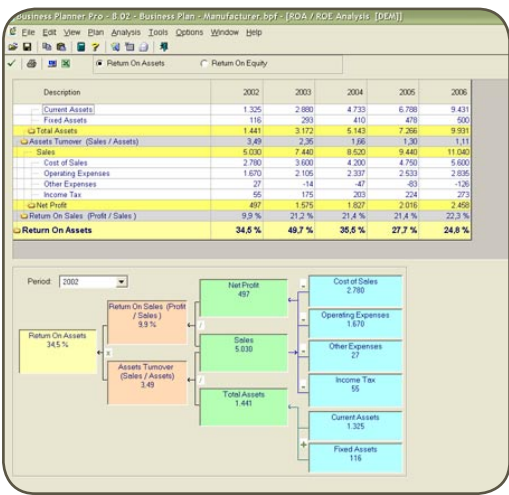 Business Planner Pro - 8.02 - Business Plan - Manufacturer.bpf - [ROA / ROE Analysis [DEM]]
File Edit View Plan Analysis Tools Options Window Help
Return On Assets Return On Equity
Description 2002 2003 2004 2005 2006
Current Assets 1.325 2.880 4.733 6.788 9.431
Fixed Assets 116 293 410 478 500
Total Assets 1.441 3.172 5.143 7.266 9.931
Assets Turnover (Sales / Assets) 3,49 2,35 1,66 1,30 1,11
Sales 5.030 7.440 8.520 9.440 11.040
Cost of Sales 2.780 3.600 4.200 4.750 5.600
Operating Expenses 1.670 2.105 2.337 2.533 2.835
Other Expenses 27 -14 -47 -83 -126
Income Tax 55 175 203 224 273
Net Profit 497 1.575 1.827 2.016 2.458
Return On Sales (Profit / Sales) 9,9 % 21,2 % 21,4 % 21,4 % 22,3 %
Return On Assets 34,5 % 49,7 % 35,5 % 27,7 % 24,8 %
Period: 2002
Return On Assets
34,5 %
x
Return On Sales (Profit
/ Sales)
9,9 %
Assets Turnover
(Sales / Assets)
3,49
/
/
Net Profit
497
Sales
5.030
Total Assets
1.441
-
Cost of Sales
2.780
-
Operating Expenses
1.670
-
Other Expenses
27
-
Income Tax
55
Current Assets
1.325
+
Fixed Assets
116